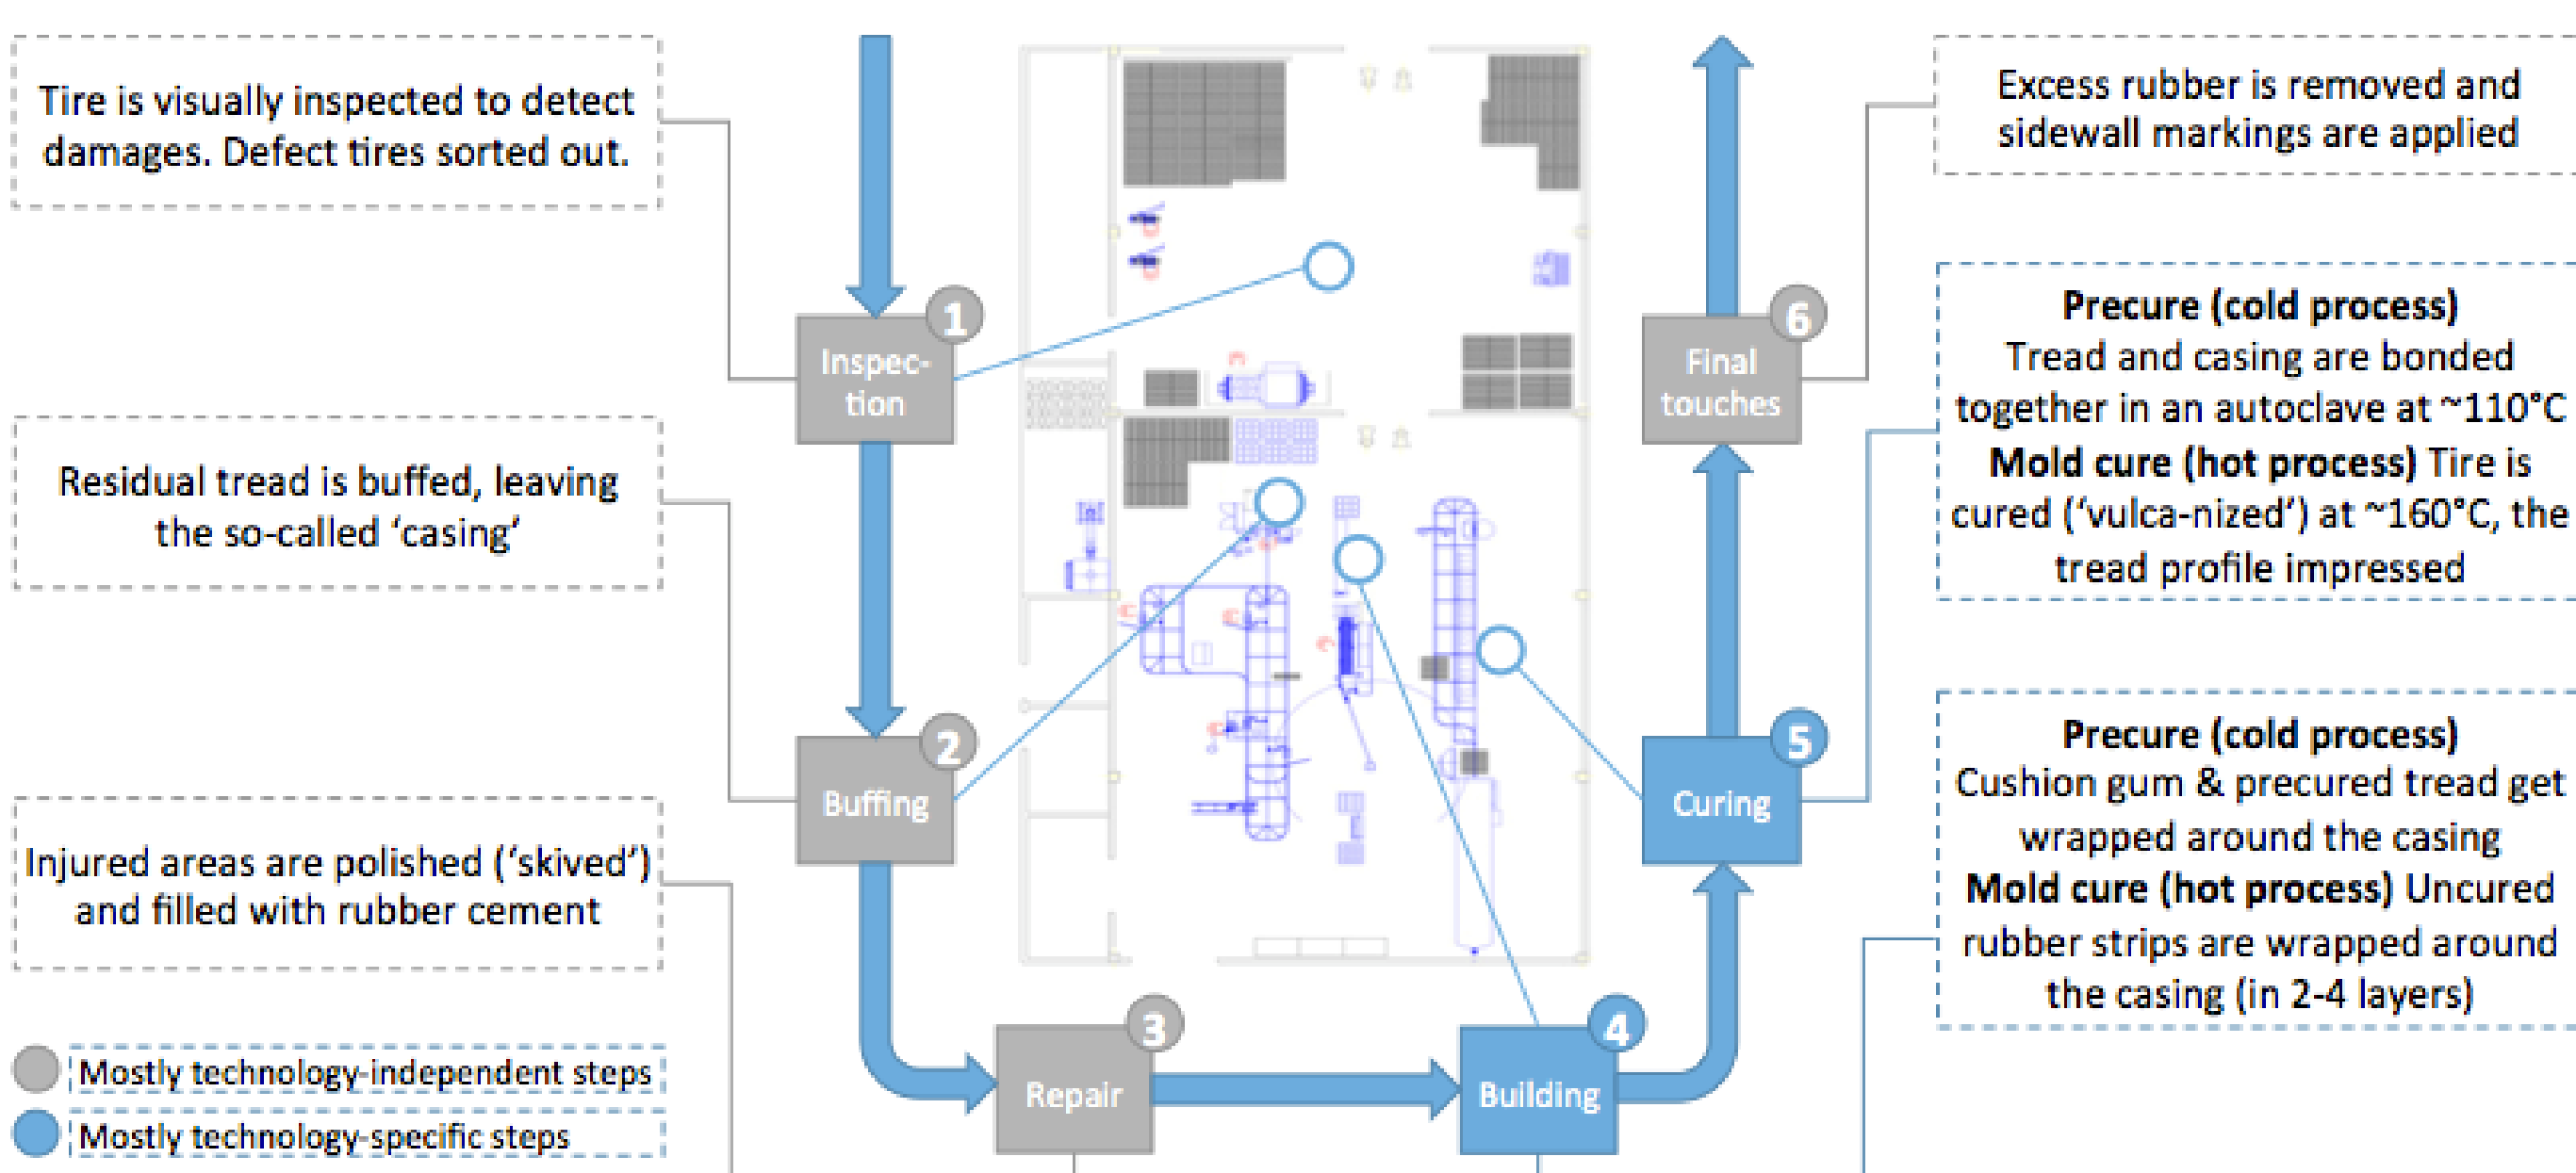 Tire is visually inspected to detect
damages. Defect tires sorted out.
Residual tread is buffed, leaving
the so-called ‘casing’
Injured areas are polished (‘skived’)
and filled with rubber cement
Mostly technology-independent steps
Mostly technology-specific steps
1
Inspec-
tion
2
Buffing
3
Repair
4
Building
5
Curing
6
Final
touches
Excess rubber is removed and
sidewall markings are applied
Precure (cold process)
Tread and casing are bonded
together in an autoclave at ~110°C
Mold cure (hot process) Tire is
cured (‘vulca-nized’) at ~160°C, the
tread profile impressed
Precure (cold process)
Cushion gum & precured tread get
wrapped around the casing
Mold cure (hot process) Uncured
rubber strips are wrapped around
the casing (in 2-4 layers)